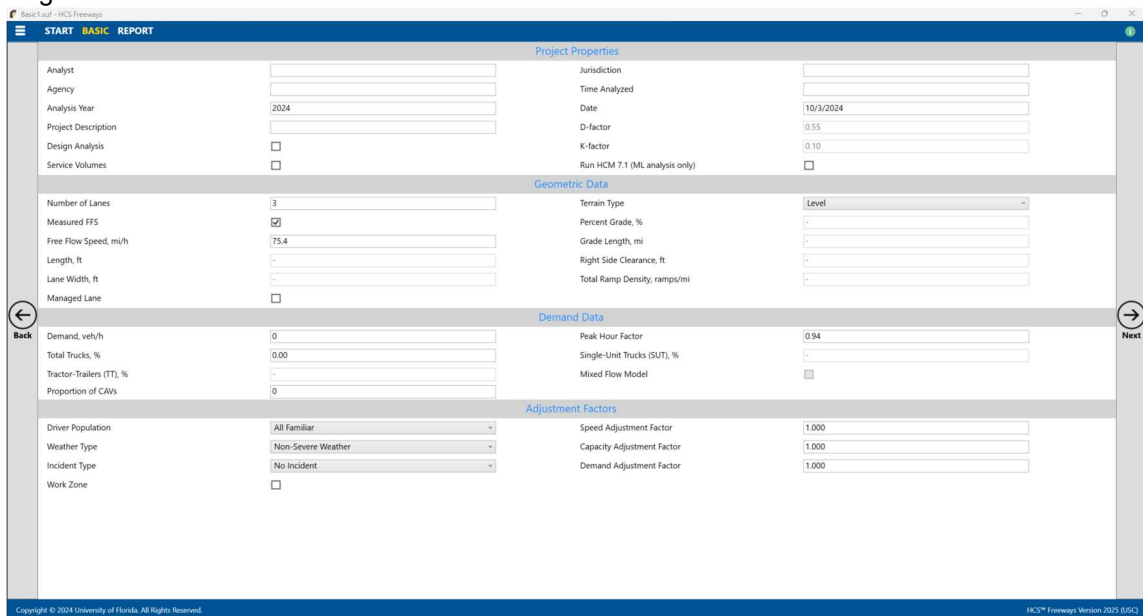 Basic1.xuf - HCS Freeways
START BASIC REPORT
Project Properties
Analyst Jurisdiction
Agency Time Analyzed
Analysis Year 2024 Date 10/3/2024
Project Description D-factor 0.55
Design Analysis K-factor 0.10
Service Volumes Run HCM 7.1 (ML analysis only)
Geometric Data
Number of Lanes 3 Terrain Type Level
Measured FFS Percent Grade, % -
Free Flow Speed, mi/h 75.4 Grade Length, mi -
Length, ft - Right Side Clearance, ft -
Lane Width, ft - Total Ramp Density, ramps/mi -
Managed Lane
Back
Next
Demand Data
Demand, veh/h 0 Peak Hour Factor 0.94
Total Trucks, % 0.00 Single-Unit Trucks (SUT), % -
Tractor-Trailers (TT), % - Mixed Flow Model
Proportion of CAVs 0
Adjustment Factors
Driver Population All Familiar Speed Adjustment Factor 1.000
Weather Type Non-Severe Weather Capacity Adjustment Factor 1.000
Incident Type No Incident Demand Adjustment Factor 1.000
Work Zone
Copyright © 2024 University of Florida. All Rights Reserved. HCS™ Freeways Version 2025 (USC)